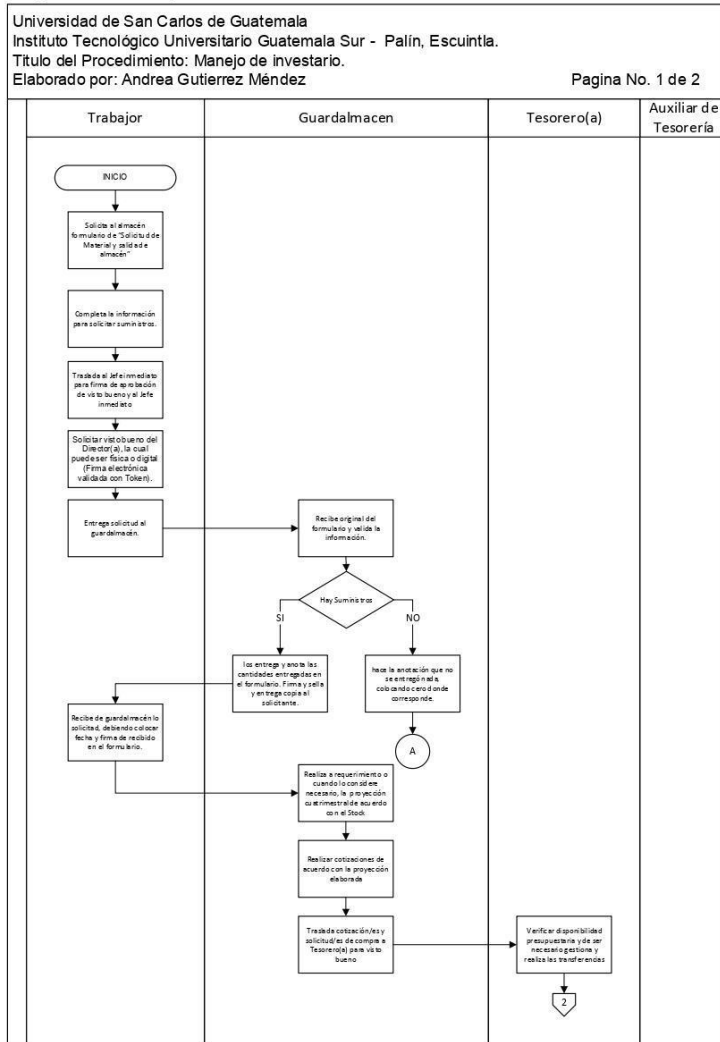 Universidad de San Carlos de Guatemala
Instituto Tecnológico Universitario Guatemala Sur - Palín, Escuintla.
Titulo del Procedimiento: Manejo de investario.
Elaborado por: Andrea Gutierrez Méndez
Pagina No. 1 de 2
Trabajor
Guardalmacen
Tesorero(a)
Auxiliar de
Tesorería
INICIO
Solicita al almacén
formulario de "Solicitud de
Material y salida de
almacén"
Completa la información
para solicitar suministros.
Traslada al Jefe inmediato
para firma de aprobación
de visto bueno y al Jefe
inmediato
Solicitar visto bueno del
Director(a), la cual
puede ser física o digital
(Firma electrónica
validada con Token).
Entrega solicitud al
guardalmacén.
Recibe original del
formulario y valida la
información.
Hay Suministros
SI
NO
los entrega y anota las
cantidades entregadas en
el formulario. Firma y sella
y entrega copia al
solicitante.
hace la anotación que no
se entregó nada,
colocando cero donde
corresponde.
Recibe de guardalmacén lo
solicitad, debiendo colocar
fecha y firma de recibido
en el formulario.
A
Realiza a requerimiento o
cuando lo considere
necesario, la proyección
cuatrimestral de acuerdo
con el Stock
Realizar cotizaciones de
acuerdo con la proyección
elaborada
Traslada cotización/es y
solicitud/es de compra a
Tesorero(a) para visto
bueno
Verificar disponibilidad
presupuestaria y de ser
necesario gestiona y
realiza las transferencias
2